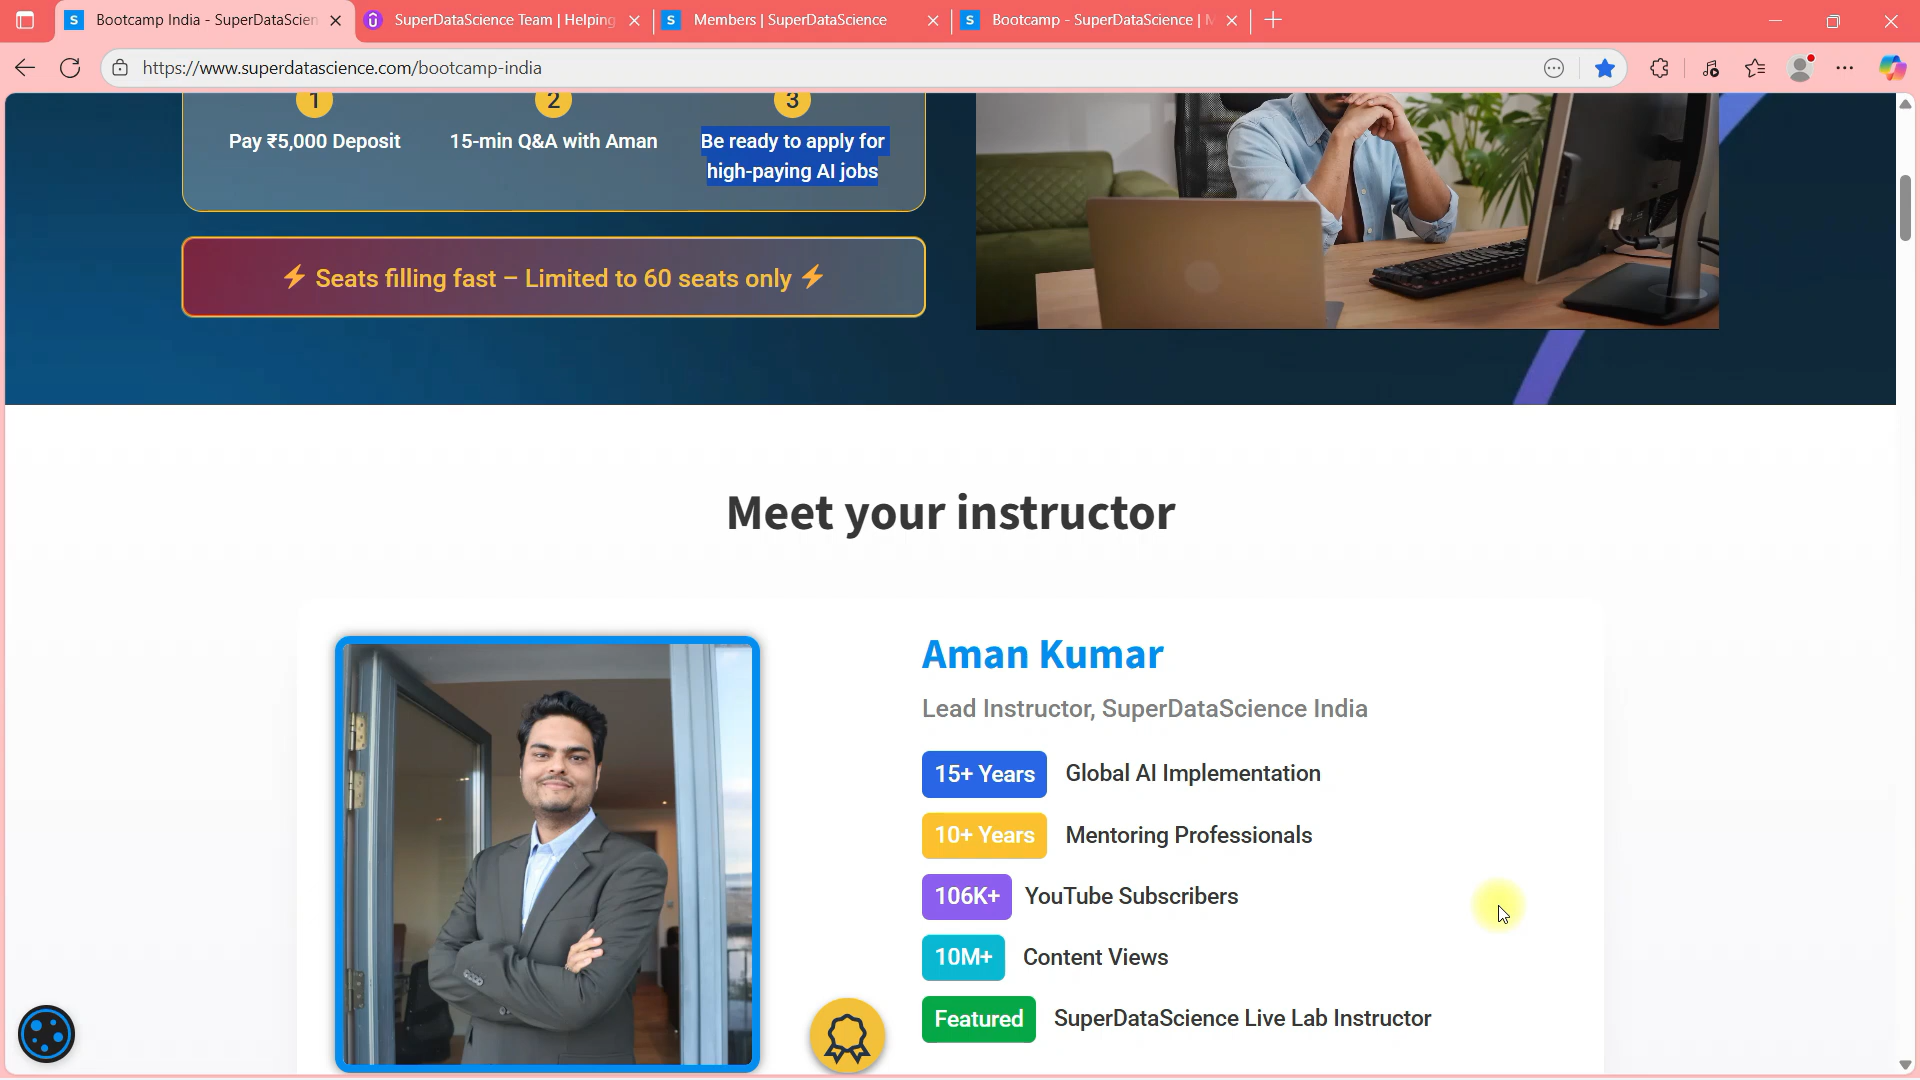 Bootcamp India - SuperDataScien
SuperDataScience Team | Helping
Members | SuperDataScience
Bootcamp - SuperDataScience | M
https://www.superdatascience.com/bootcamp-india
1
2
3
Pay ₹5,000 Deposit
15-min Q&A with Aman
Be ready to apply for
high-paying AI jobs
⚡ Seats filling fast – Limited to 60 seats only ⚡
Meet your instructor
Aman Kumar
Lead Instructor, SuperDataScience India
15+ Years Global AI Implementation
10+ Years Mentoring Professionals
106K+ YouTube Subscribers
10M+ Content Views
Featured SuperDataScience Live Lab Instructor